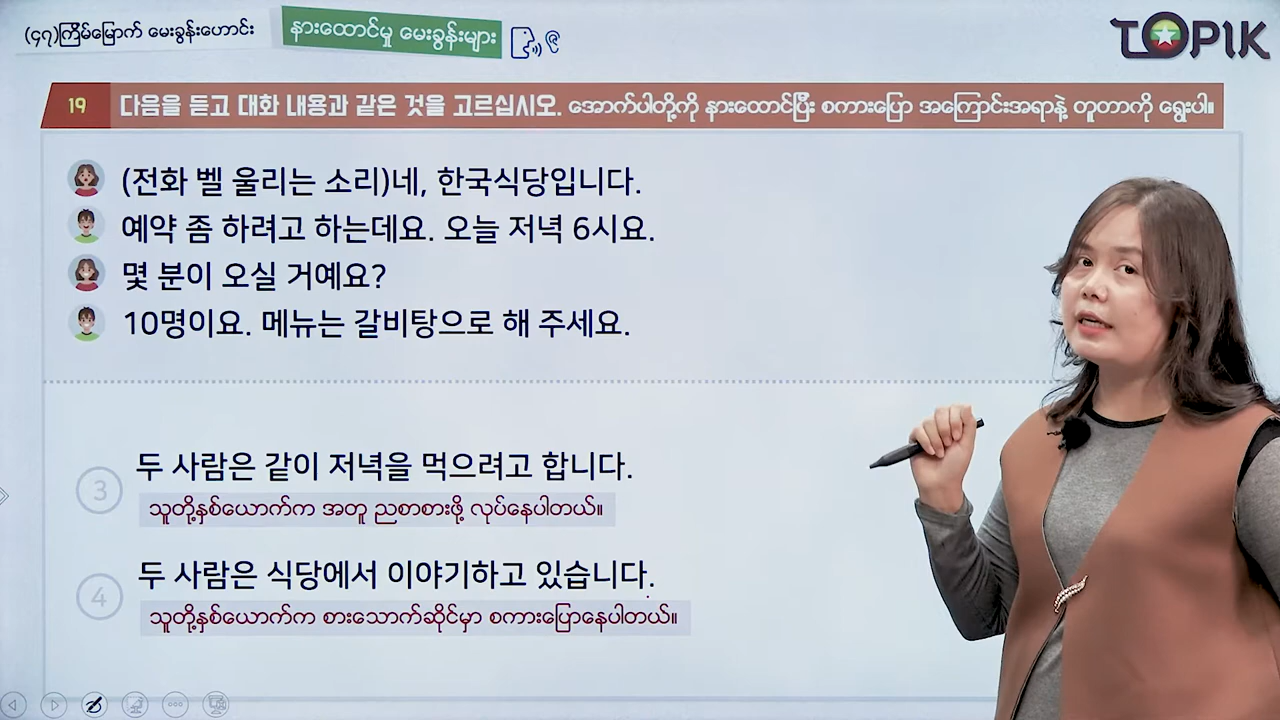 (၄၇)ကြိမ်မြောက် မေးခွန်းဟောင်း
နားထောင်မှု မေးခွန်းများ
TOPIK
19 다음을 듣고 대화 내용과 같은 것을 고르십시오. အောက်ပါတို့ကို နားထောင်ပြီး စကားပြော အကြောင်းအရာနဲ့ တူတာကို ရွေးပါ။
(전화 벨 울리는 소리)네, 한국식당입니다.
예약 좀 하려고 하는데요. 오늘 저녁 6시요.
몇 분이 오실 거예요?
10명이요. 메뉴는 갈비탕으로 해 주세요.
3 두 사람은 같이 저녁을 먹으려고 합니다.
သူတို့နှစ်ယောက်က အတူ ညစာစားဖို့ လုပ်နေပါတယ်။
4 두 사람은 식당에서 이야기하고 있습니다.
သူတို့နှစ်ယောက်က စားသောက်ဆိုင်မှာ စကားပြောနေပါတယ်။